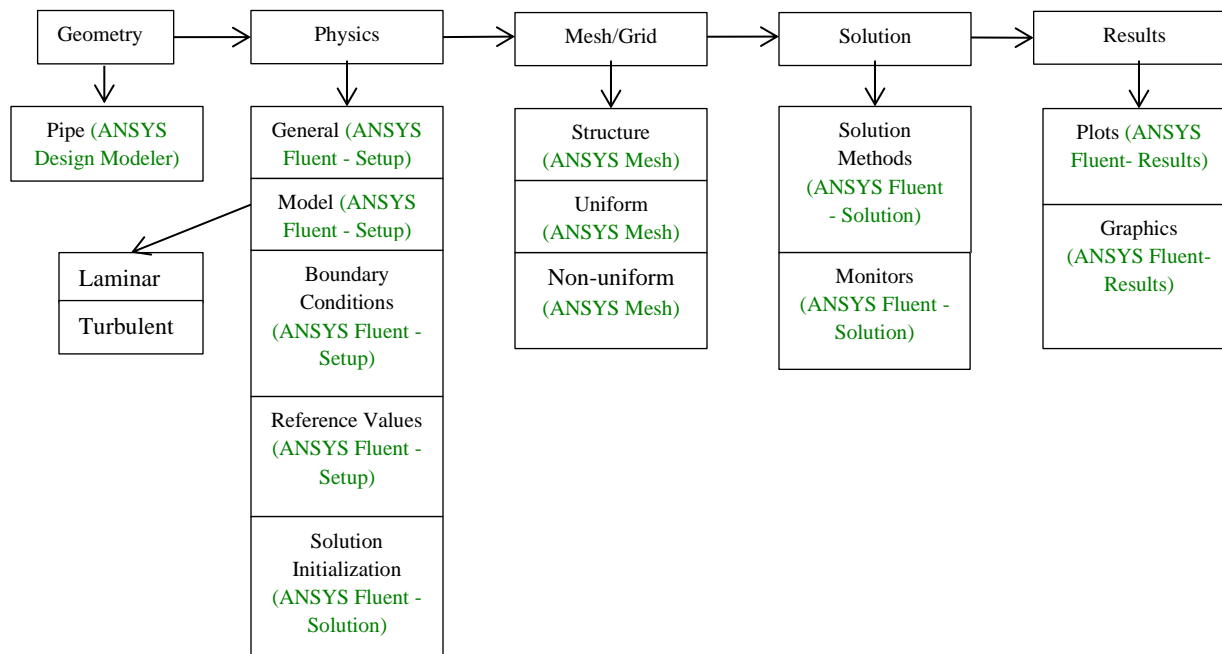 Geometry
Physics
Mesh/Grid
Solution
Results
Pipe (ANSYS
Design Modeler)
General (ANSYS
Fluent - Setup)
Model (ANSYS
Fluent - Setup)
Boundary
Conditions
(ANSYS Fluent -
Setup)
Reference Values
(ANSYS Fluent -
Setup)
Solution
Initialization
(ANSYS Fluent -
Solution)
Laminar
Turbulent
Structure
(ANSYS Mesh)
Uniform
(ANSYS Mesh)
Non-uniform
(ANSYS Mesh)
Solution
Methods
(ANSYS Fluent
- Solution)
Monitors
(ANSYS Fluent -
Solution)
Plots (ANSYS
Fluent- Results)
Graphics
(ANSYS Fluent-
Results)